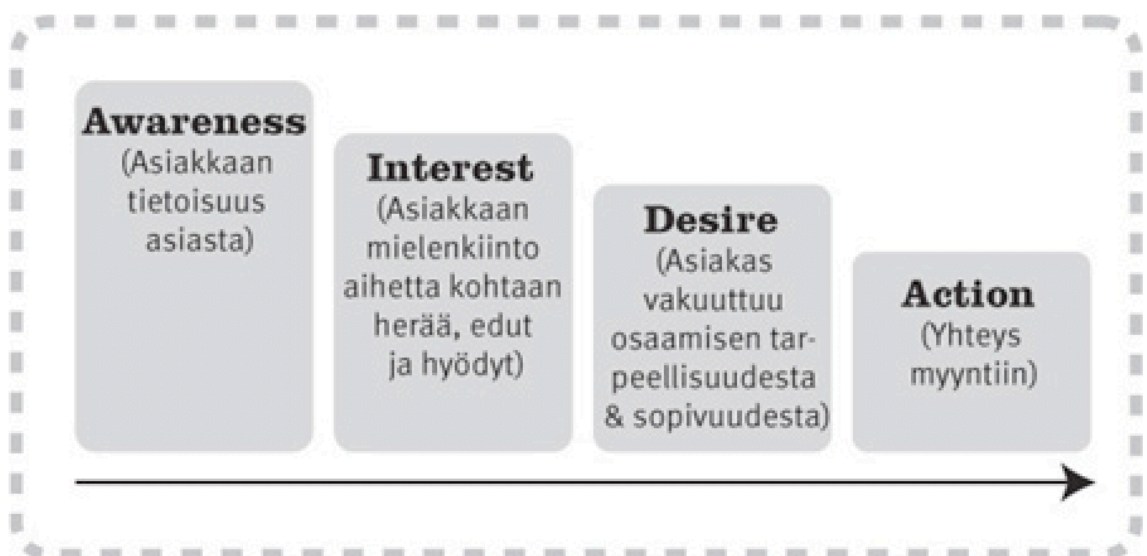 Awareness
(Asiakkaan
tietoisuus
asiasta)
Interest
(Asiakkaan
mielenkiinto
aihetta kohtaan
herää, edut
ja hyödyt)
Desire
(Asiakas
vakuuttuu
osaamisen tar-
peellisuudesta
& sopivuudesta)
Action
(Yhteys
myyntiin)